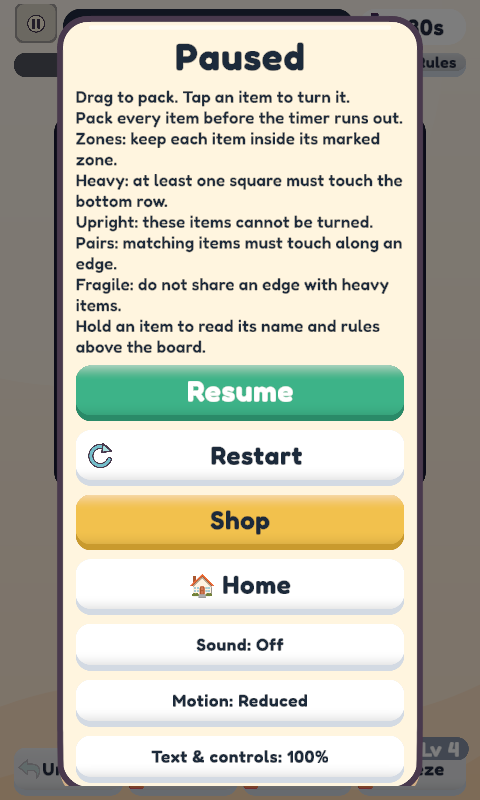 Paused
Drag to pack. Tap an item to turn it.
Pack every item before the timer runs out.
Zones: keep each item inside its marked
zone.
Heavy: at least one square must touch the
bottom row.
Upright: these items cannot be turned.
Pairs: matching items must touch along an
edge.
Fragile: do not share an edge with heavy
items.
Hold an item to read its name and rules
above the board.
Resume
Restart
Shop
Home
Sound: Off
Motion: Reduced
Text & controls: 100%
Lv 4